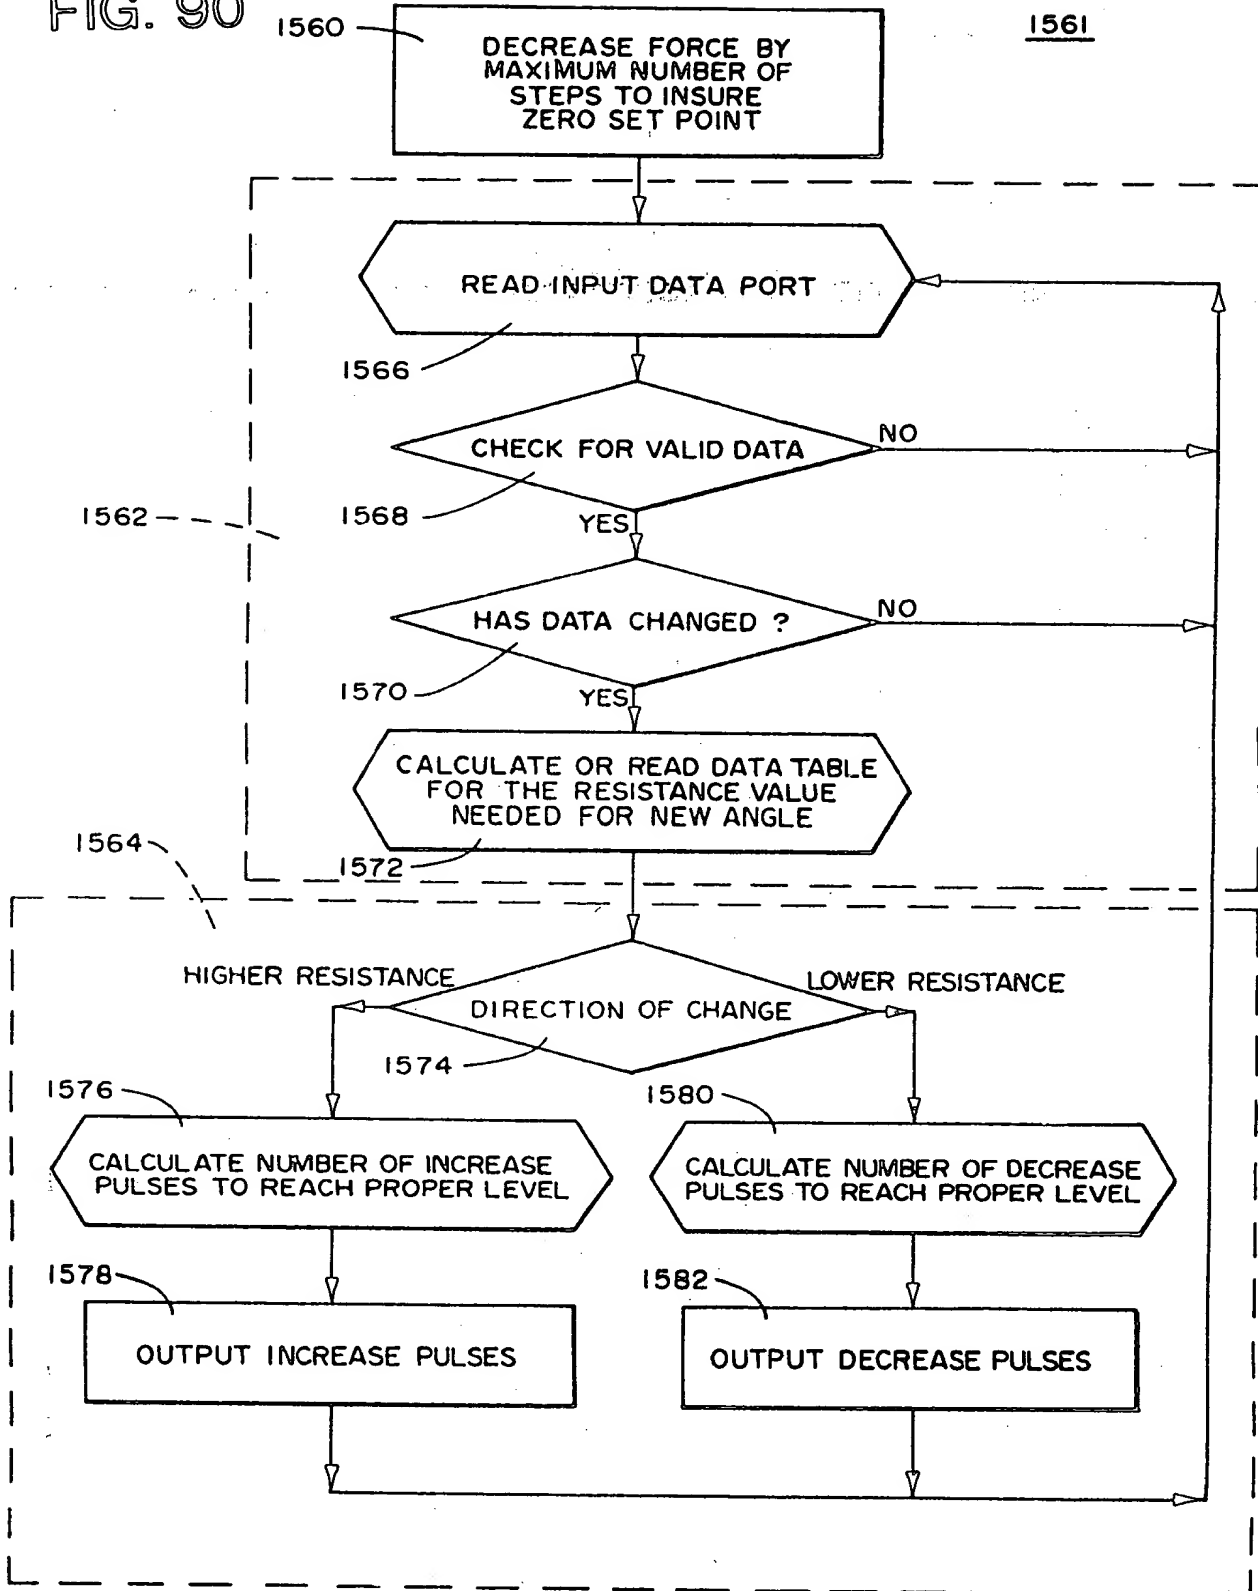 FIG. 90
1560
1561
DECREASE FORCE BY
MAXIMUM NUMBER OF
STEPS TO INSURE
ZERO SET POINT
READ INPUT DATA PORT
1566
CHECK FOR VALID DATA
NO
1568
1562
YES
HAS DATA CHANGED ?
NO
1570
YES
CALCULATE OR READ DATA TABLE
FOR THE RESISTANCE VALUE
NEEDED FOR NEW ANGLE
1564
1572
HIGHER RESISTANCE
LOWER RESISTANCE
DIRECTION OF CHANGE
1574
1576
1580
CALCULATE NUMBER OF INCREASE
PULSES TO REACH PROPER LEVEL
CALCULATE NUMBER OF DECREASE
PULSES TO REACH PROPER LEVEL
1578
1582
OUTPUT INCREASE PULSES
OUTPUT DECREASE PULSES